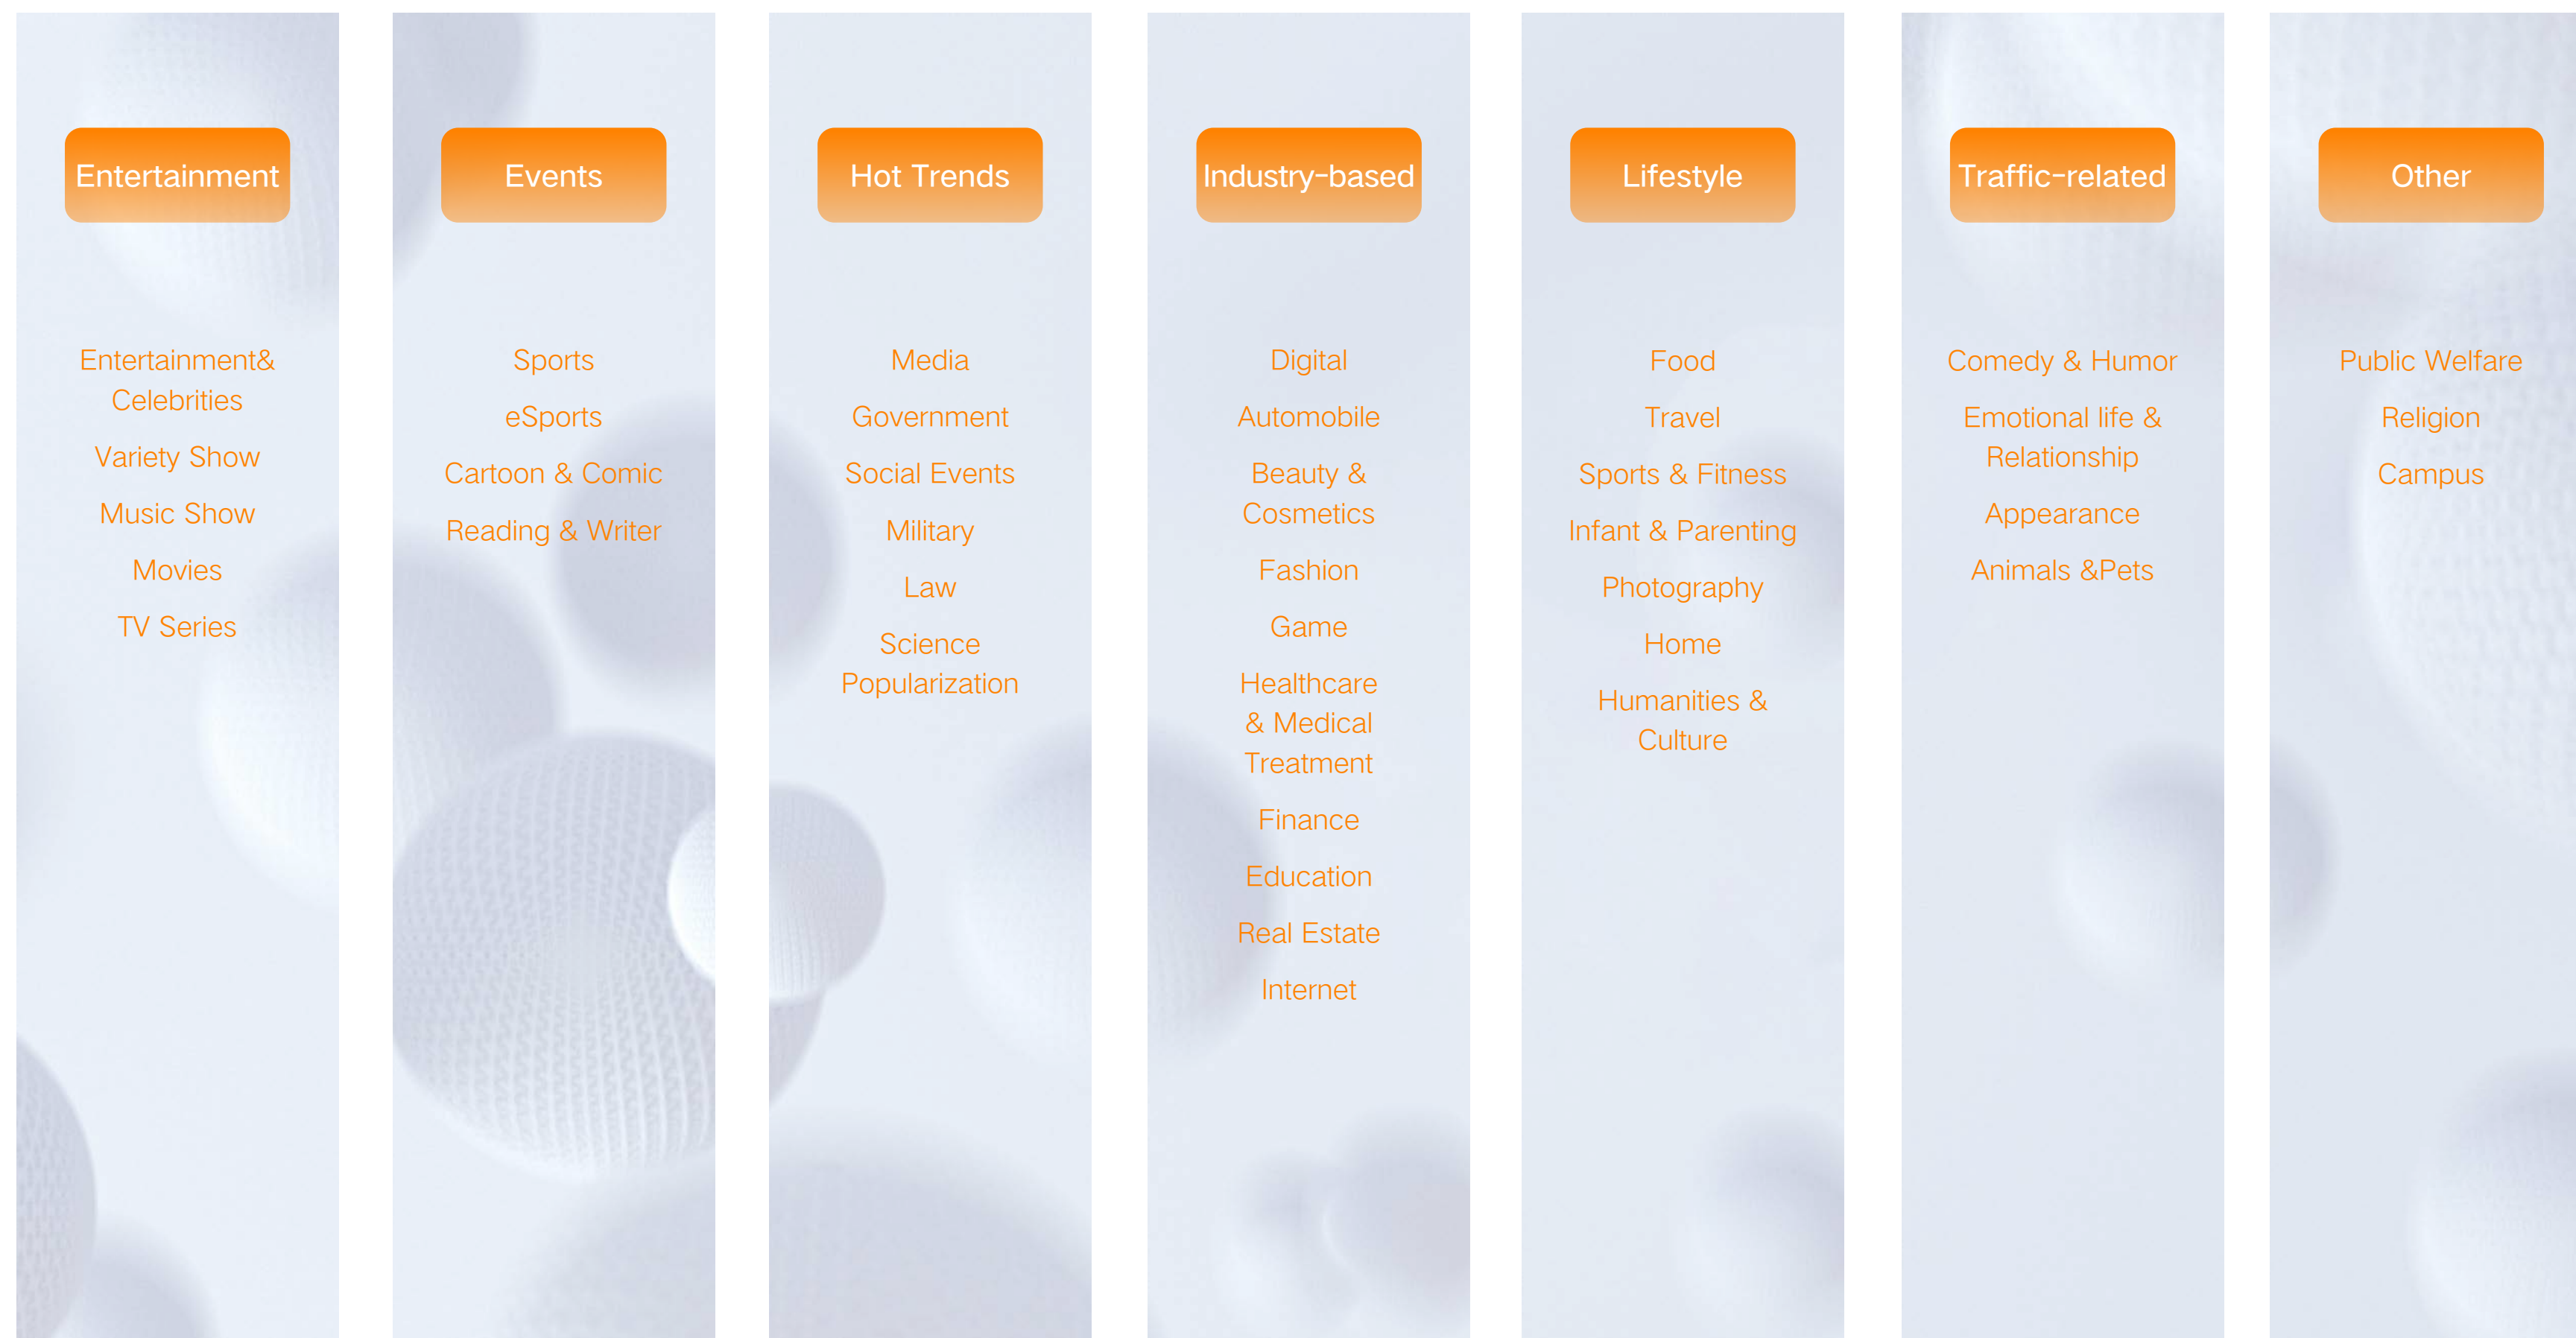 Entertainment
Entertainment&
Celebrities
Variety Show
Music Show
Movies
TV Series
Events
Sports
eSports
Cartoon & Comic
Reading & Writer
Hot Trends
Media
Government
Social Events
Military
Law
Science
Popularization
Industry-based
Digital
Automobile
Beauty &
Cosmetics
Fashion
Game
Healthcare
& Medical
Treatment
Finance
Education
Real Estate
Internet
Lifestyle
Food
Travel
Sports & Fitness
Infant & Parenting
Photography
Home
Humanities &
Culture
Traffic-related
Comedy & Humor
Emotional life &
Relationship
Appearance
Animals &Pets
Other
Public Welfare
Religion
Campus